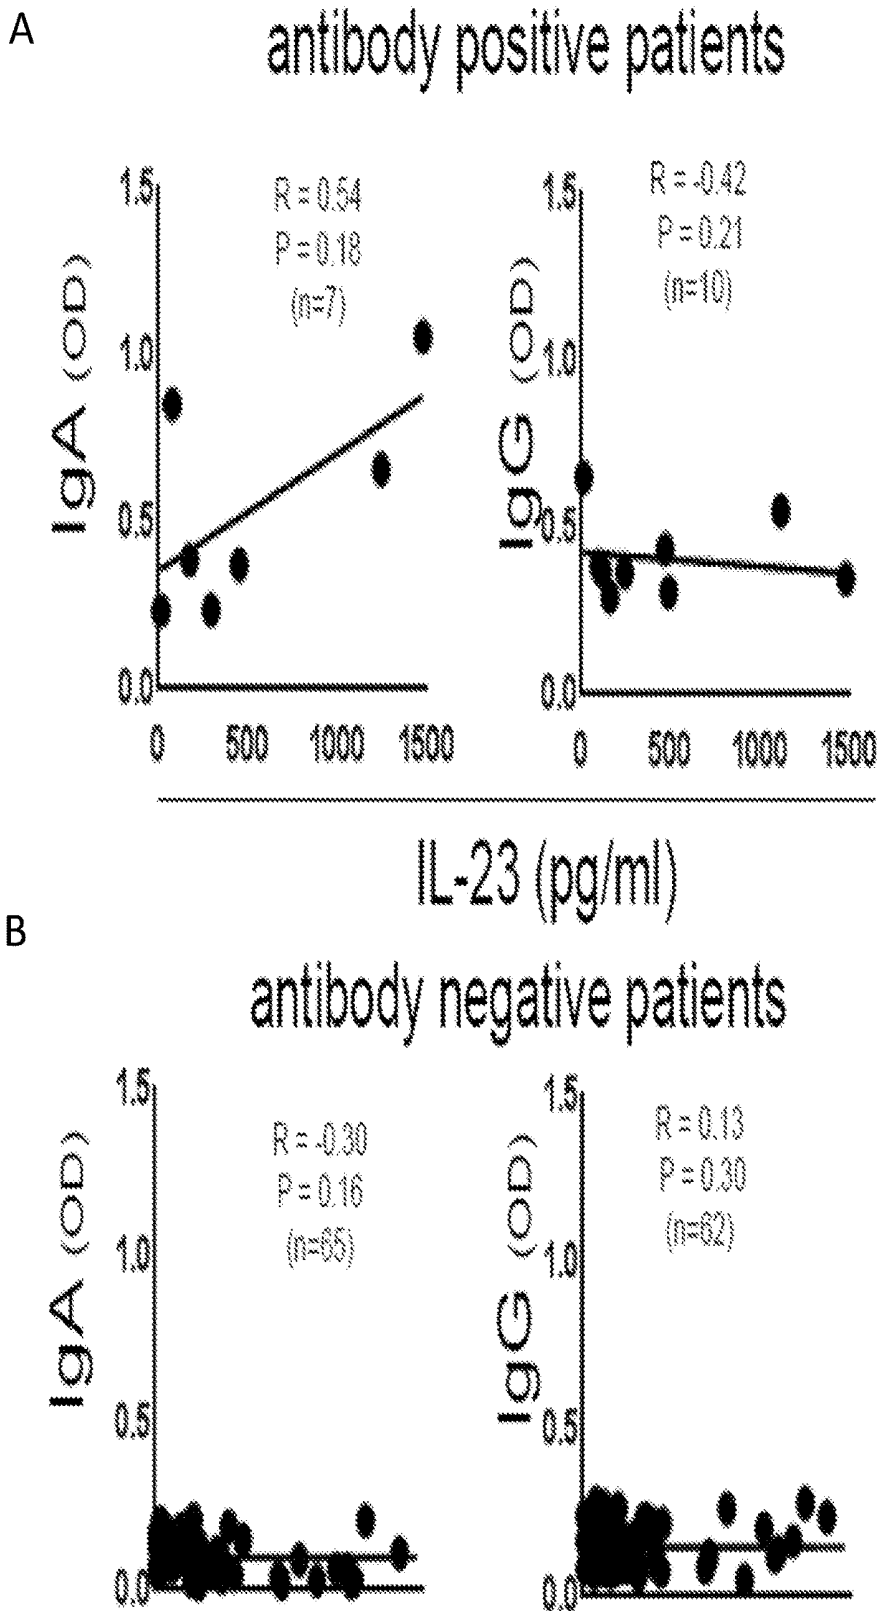 A
antibody positive patients
IgA (OD)
1.5
1.0
0.5
0.0
R = 0.54
P = 0.18
(n=7)
0 500 1000 1500
IgG (OD)
1.5
1.0
0.5
0.0
R = -0.42
P = 0.21
(n=10)
0 500 1000 1500
IL-23 (pg/ml)
B
antibody negative patients
IgA (OD)
1.5
1.0
0.5
0.0
R = -0.30
P = 0.16
(n=65)
IgG (OD)
1.5
1.0
0.5
0.0
R = 0.13
P = 0.30
(n=62)